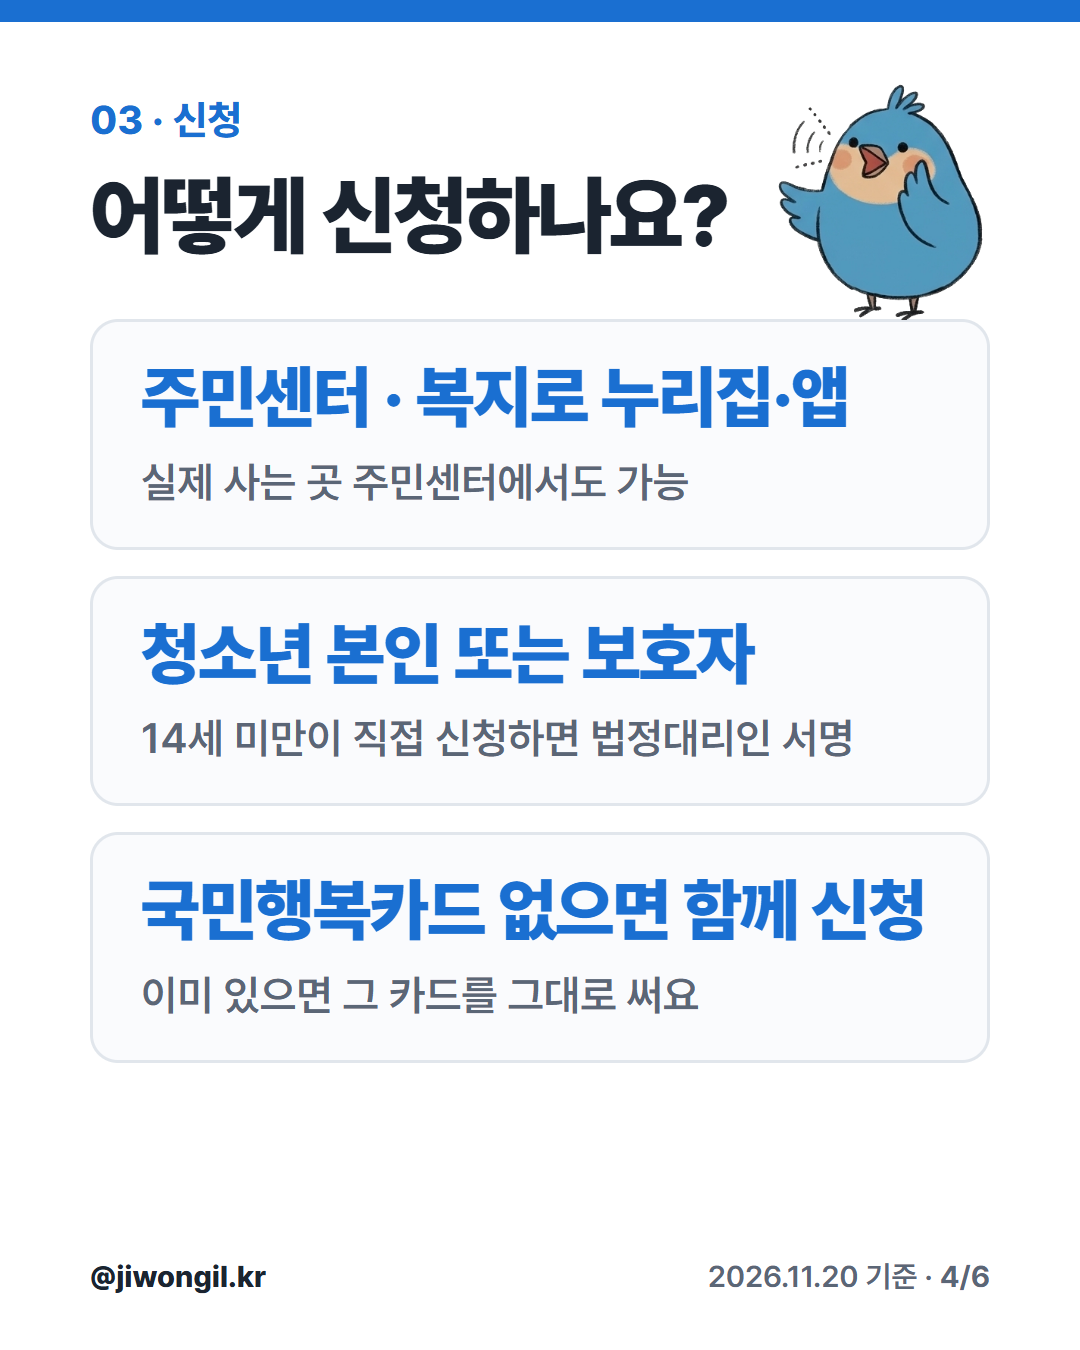 03 · 신청
어떻게 신청하나요?
주민센터 · 복지로 누리집·앱
실제 사는 곳 주민센터에서도 가능
청소년 본인 또는 보호자
14세 미만이 직접 신청하면 법정대리인 서명
국민행복카드 없으면 함께 신청
이미 있으면 그 카드를 그대로 써요
@jiwongil.kr
2026.11.20 기준 · 4/6